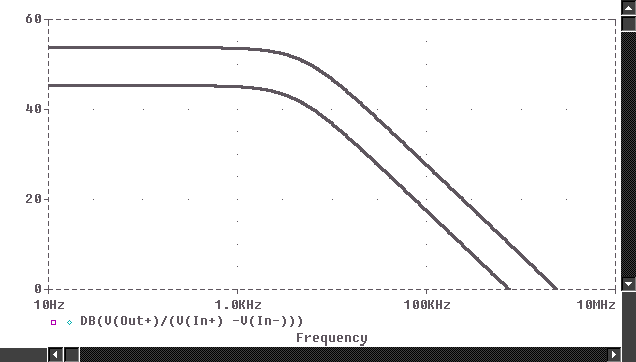 60
40
20
0
10Hz 1.0KHz 100KHz 10MHz
DB(V(Out+)/(V(In+) -V(In-)))
Frequency